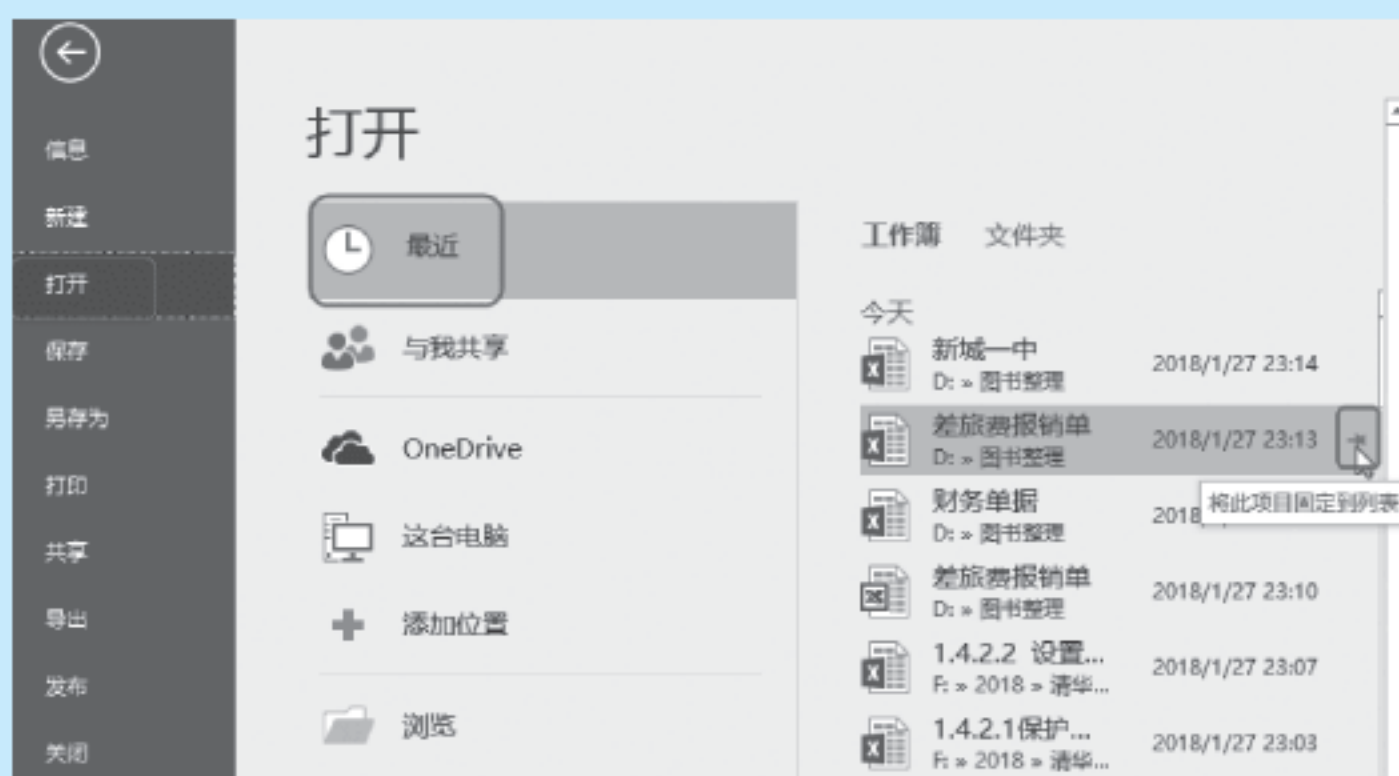 信息
新建
打开
保存
另存为
打印
共享
导出
发布
关闭
打开
最近
与我共享
OneDrive
这台电脑
添加位置
浏览
工作簿 文件夹
今天
新城一中
D: » 图书整理
2018/1/27 23:14
差旅费报销单
D: » 图书整理
2018/1/27 23:13
将此项目固定到列表
财务单据
D: » 图书整理
2018
差旅费报销单
D: » 图书整理
2018/1/27 23:10
1.4.2.2 设置...
F: » 2018 » 清华...
2018/1/27 23:07
1.4.2.1保护...
F: » 2018 » 清华...
2018/1/27 23:03